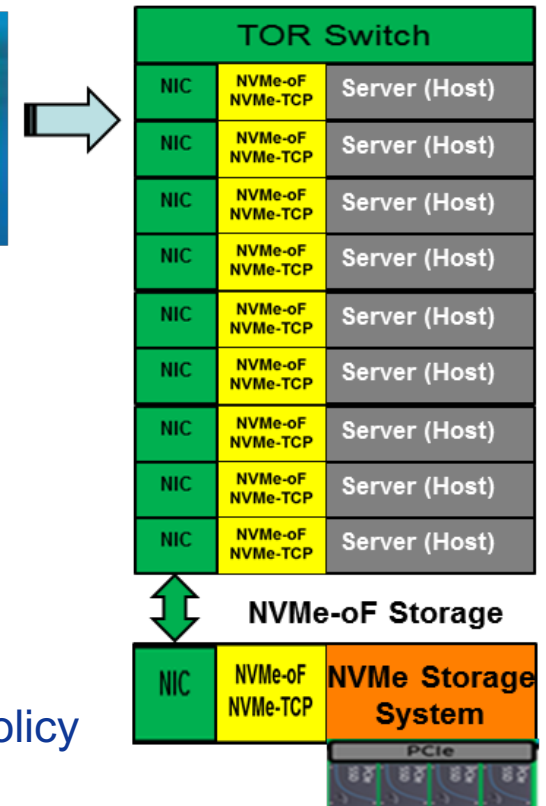 TOR Switch
NIC NVMe-oF NVMe-TCP Server (Host)
NIC NVMe-oF NVMe-TCP Server (Host)
NIC NVMe-oF NVMe-TCP Server (Host)
NIC NVMe-oF NVMe-TCP Server (Host)
NIC NVMe-oF NVMe-TCP Server (Host)
NIC NVMe-oF NVMe-TCP Server (Host)
NIC NVMe-oF NVMe-TCP Server (Host)
NIC NVMe-oF NVMe-TCP Server (Host)
NIC NVMe-oF NVMe-TCP Server (Host)
NVMe-oF Storage
NIC NVMe-oF NVMe-TCP NVMe Storage System
olicy
PCIe